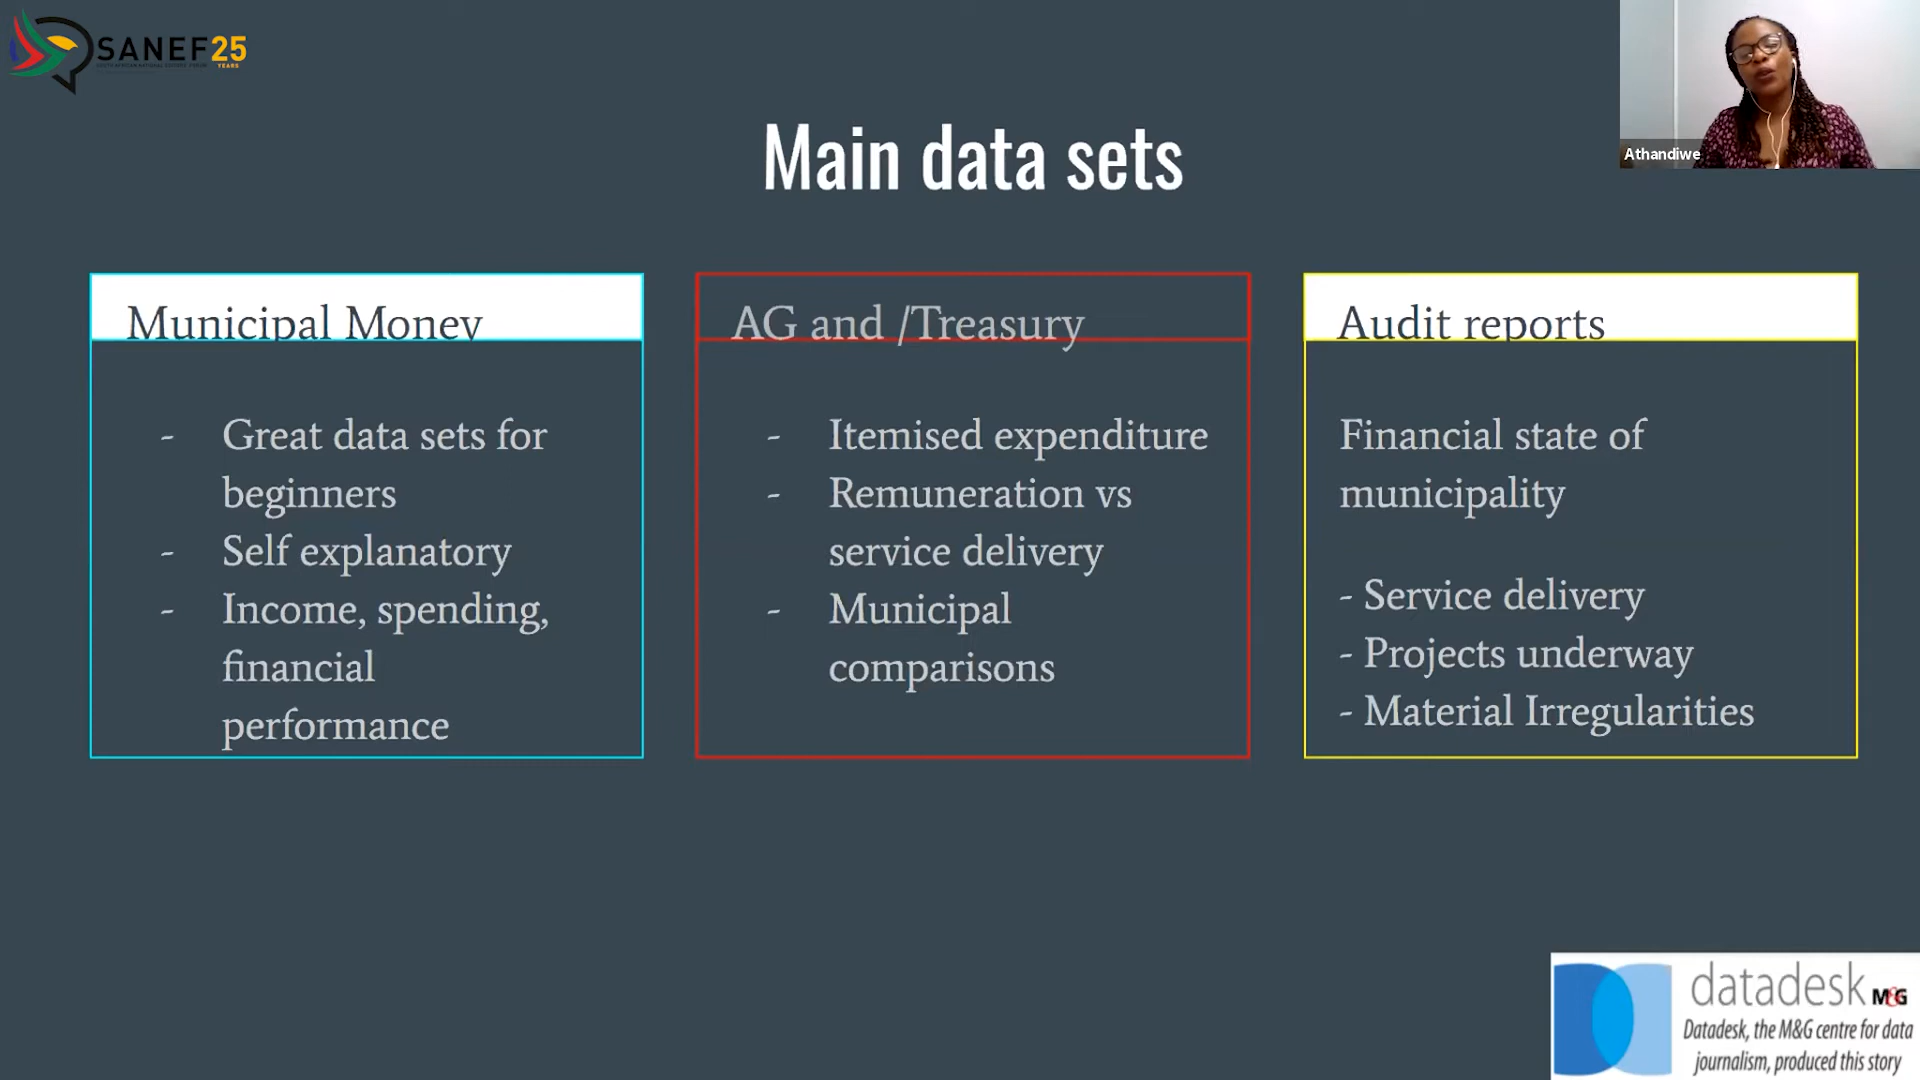 SANEF25
YEARS
Athandiwe
Main data sets
Municipal Money
- Great data sets for
beginners
- Self explanatory
- Income, spending,
financial
performance
AG and /Treasury
- Itemised expenditure
- Remuneration vs
service delivery
- Municipal
comparisons
Audit reports
Financial state of
municipality
- Service delivery
- Projects underway
- Material Irregularities
datadesk M&G
Datadesk, the M&G centre for data
journalism, produced this story